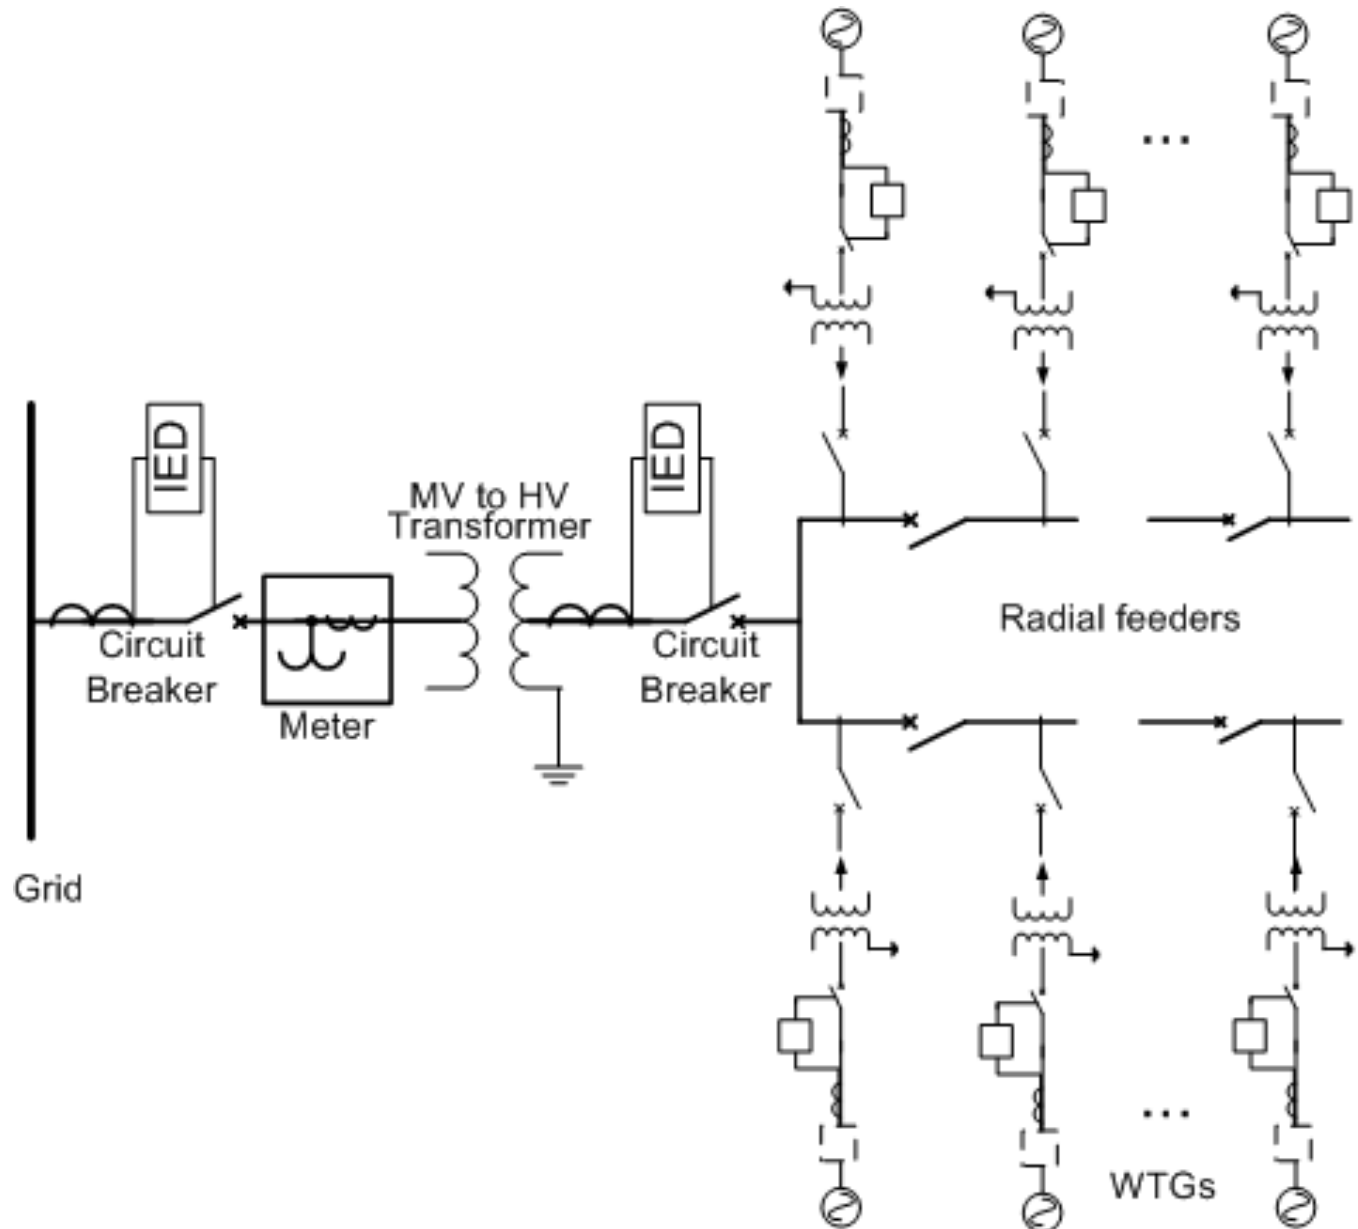 IED
IED
MV to HV
Transformer
Circuit
Breaker
Meter
Circuit
Breaker
Radial feeders
Grid
...
...
WTGs